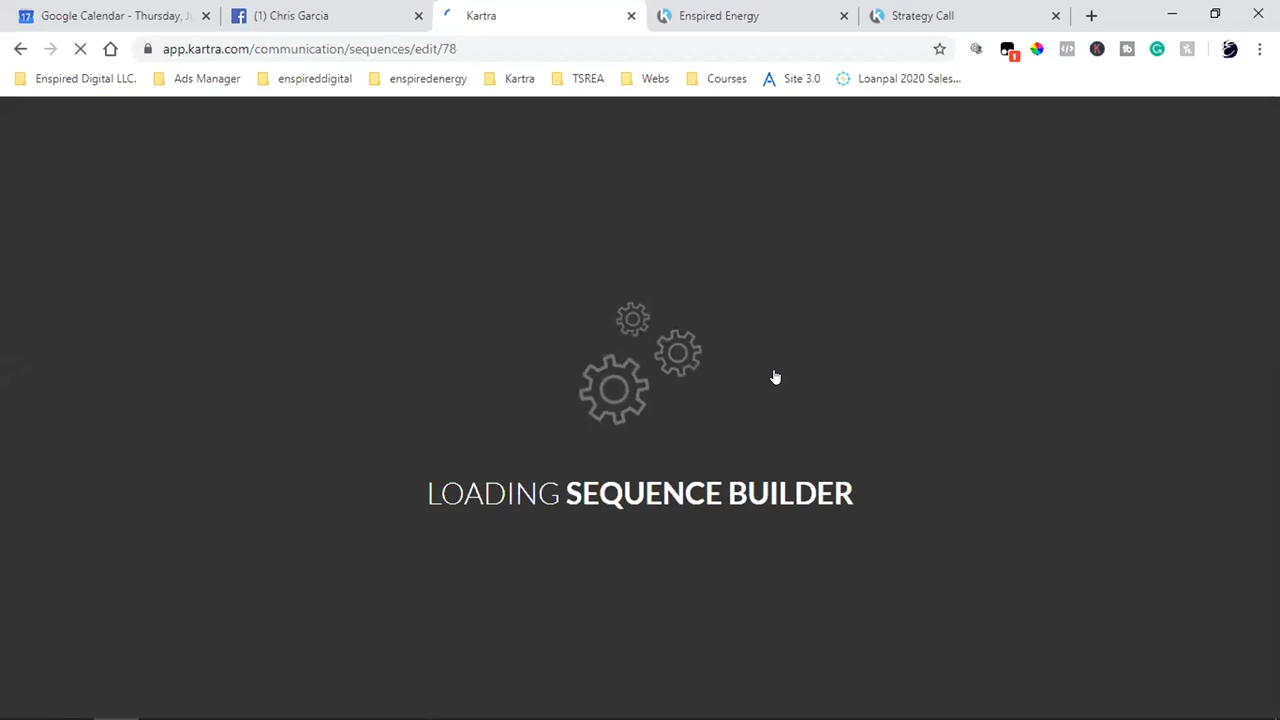 Google Calendar - Thursday, J
(1) Chris Garcia
Kartra
Enspired Energy
Strategy Call
app.kartra.com/communication/sequences/edit/78
Enspired Digital LLC.
Ads Manager
enspireddigital
enspiredenergy
Kartra
TSREA
Webs
Courses
Site 3.0
Loanpal 2020 Sales...
LOADING SEQUENCE BUILDER